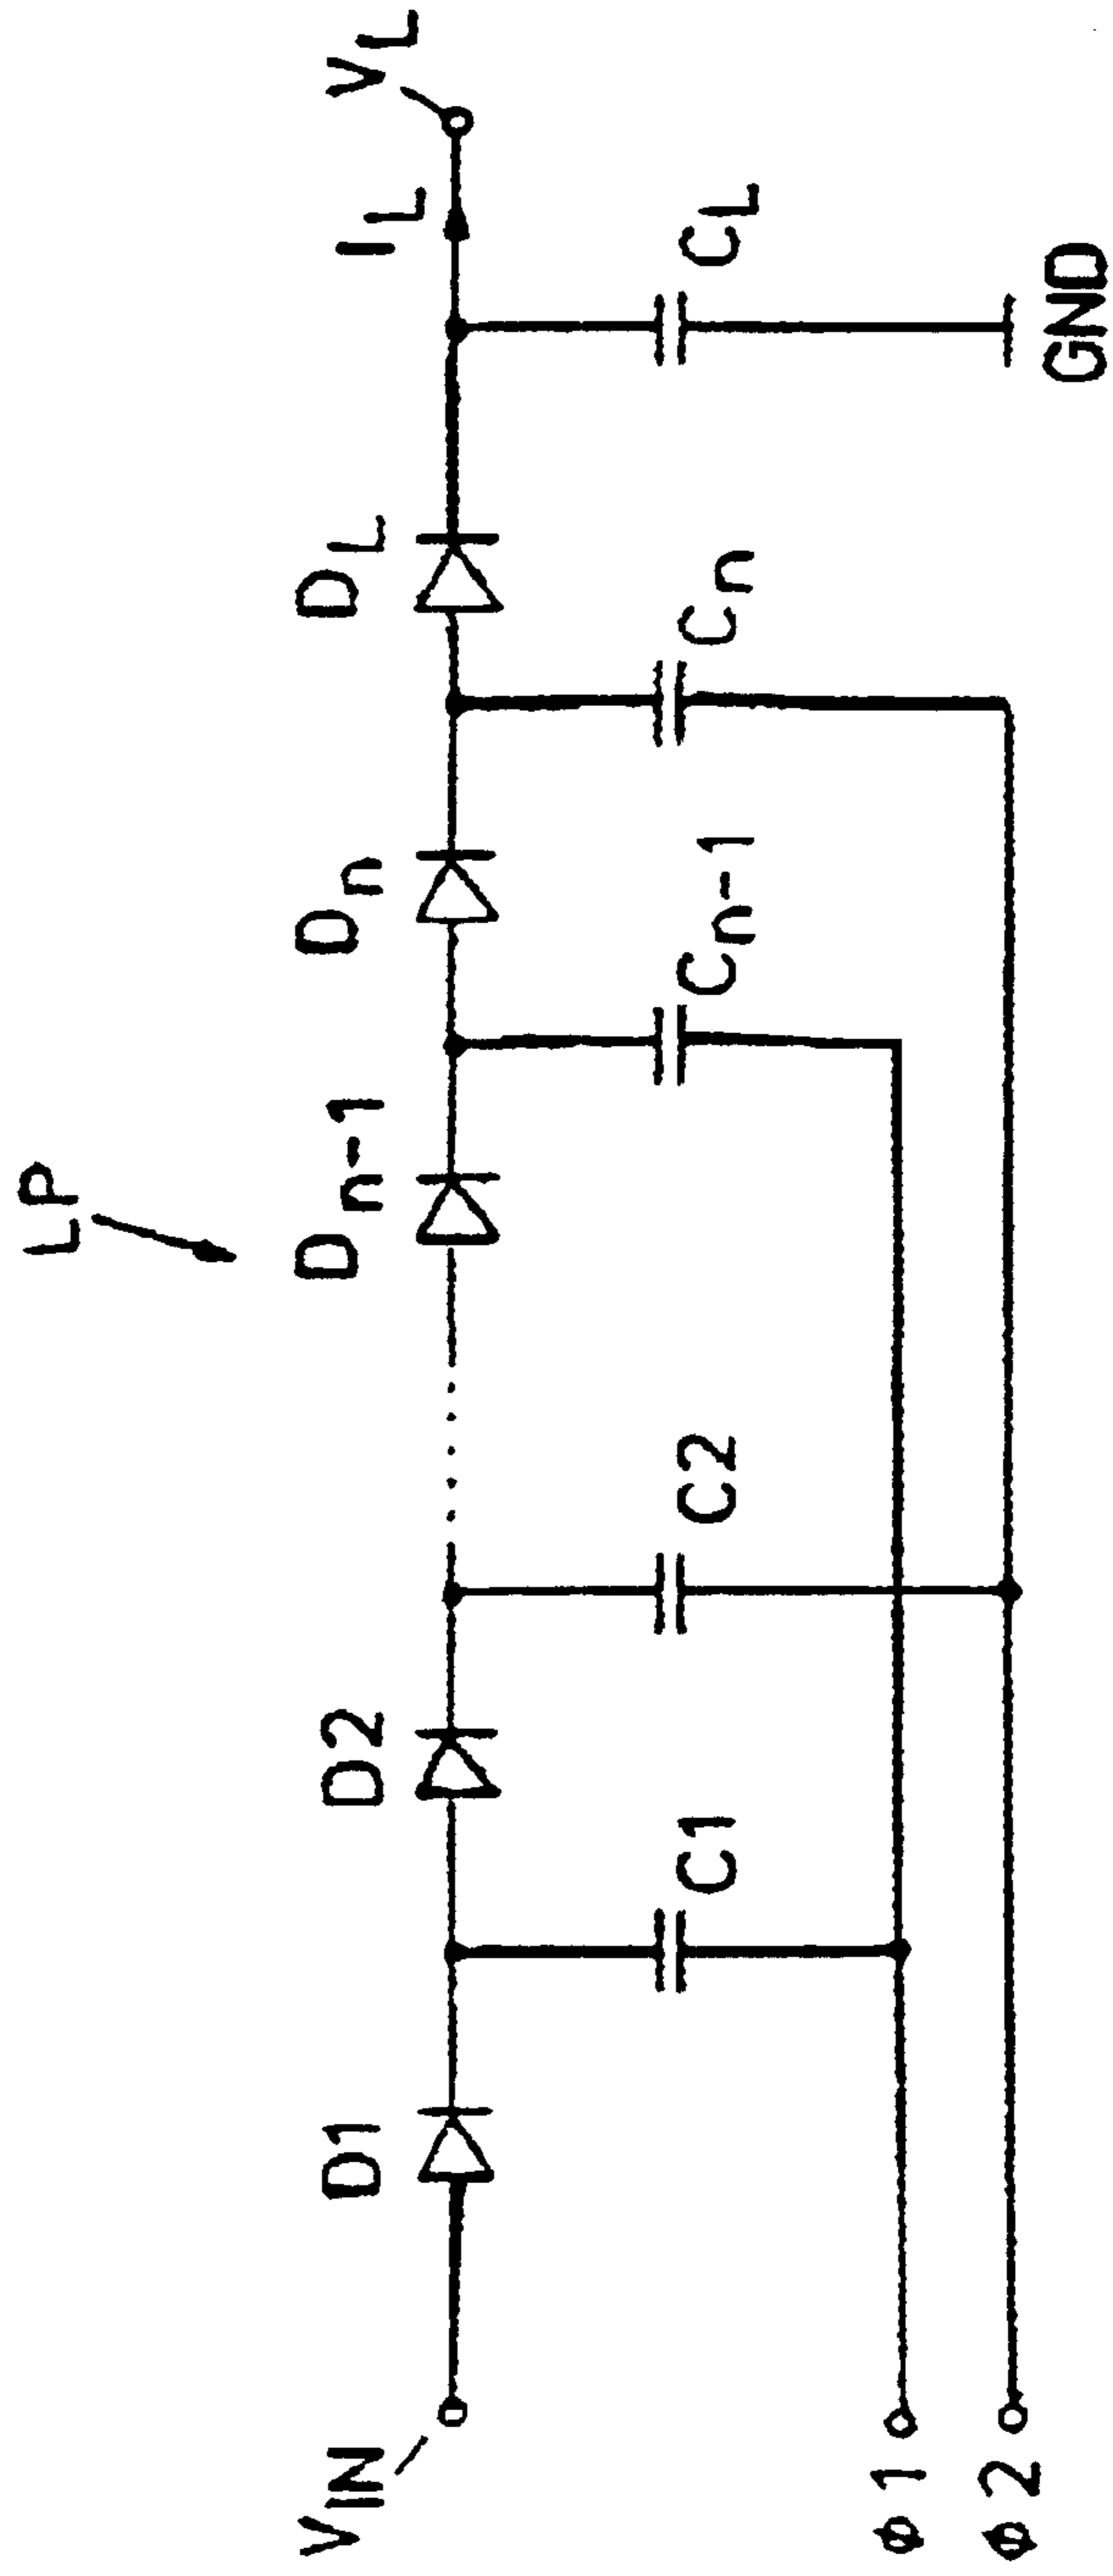 LP
D1
D2
Dn-1
Dn
DL
IL
VL
VIN
C1
C2
Cn-1
Cn
CL
φ1
φ2
GND